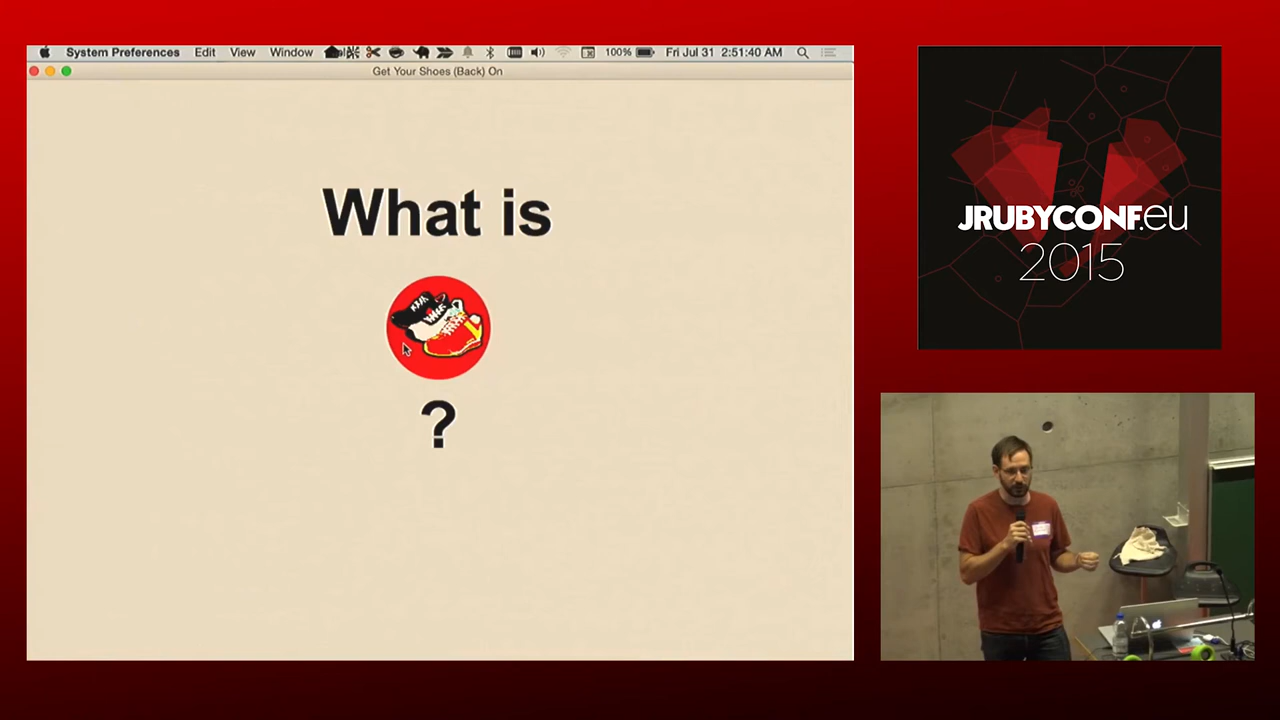 System Preferences Edit View Window 100% Fri Jul 31 2:51:40 AM
Get Your Shoes (Back) On
What is
?
JRUBYCONF.eu
2015